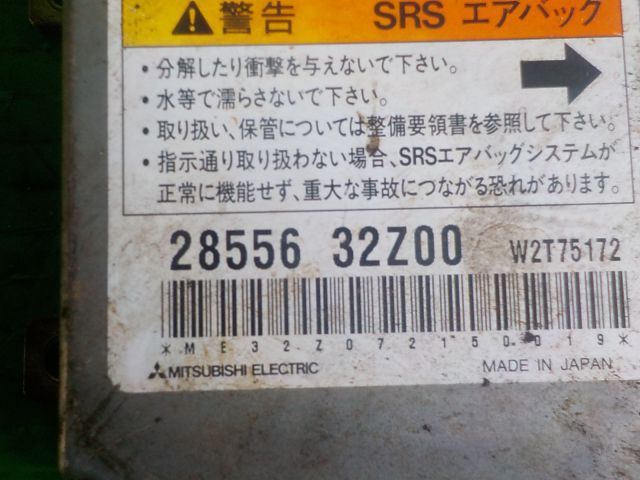 警告 SRS エアバック
・分解したり衝撃を与えないで下さい。
・水等で濡らさないで下さい。
・取り扱い、保管については整備要領書を参照して下さい。
・指示通り取り扱わない場合、SRSエアバッグシステムが
正常に機能せず、重大な事故につながる恐れがあります。
28556 32Z00 W2T75172
*ME32Z072150019*
MITSUBISHI ELECTRIC MADE IN JAPAN